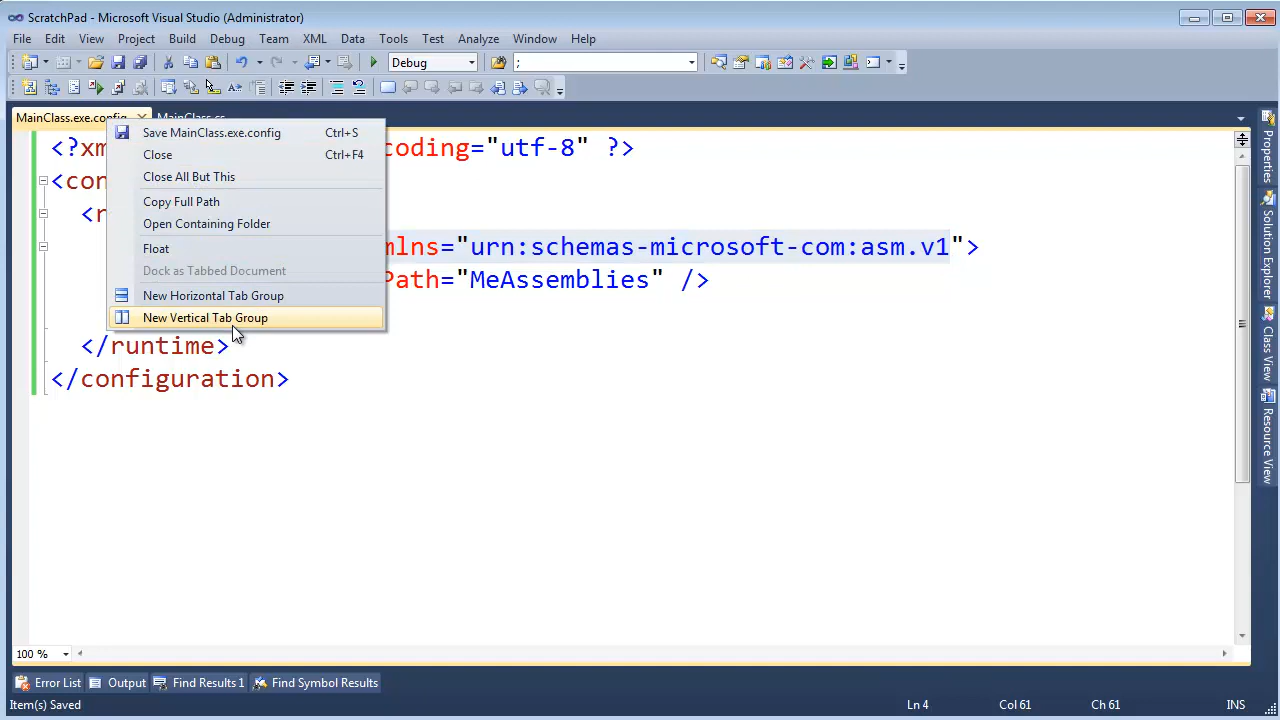 ScratchPad - Microsoft Visual Studio (Administrator)
File Edit View Project Build Debug Team XML Data Tools Test Analyze Window Help
Debug ;
MainClass.exe.config MainClass.cs
Save MainClass.exe.config Ctrl+S
Close Ctrl+F4
Close All But This
Copy Full Path
Open Containing Folder
Float
Dock as Tabbed Document
New Horizontal Tab Group
New Vertical Tab Group
<?xm coding="utf-8" ?>
<con
<r
mlns="urn:schemas-microsoft-com:asm.v1">
Path="MeAssemblies" />
</runtime>
</configuration>
Properties
Solution Explorer
Class View
Resource View
100 %
Error List Output Find Results 1 Find Symbol Results
Item(s) Saved Ln 4 Col 61 Ch 61 INS